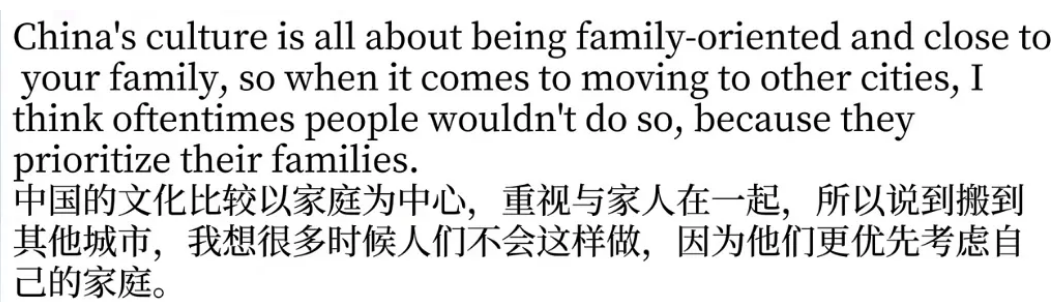 China's culture is all about being family-oriented and close to
your family, so when it comes to moving to other cities, I
think oftentimes people wouldn't do so, because they
prioritize their families.
中国的文化比较以家庭为中心，重视与家人在一起，所以说到搬到
其他城市，我想很多时候人们不会这样做，因为他们更优先考虑自
己的家庭。